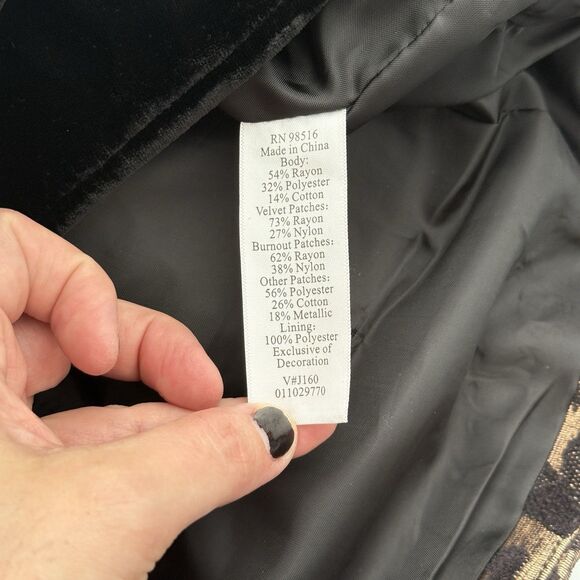 RN 98516
Made in China
Body:
54% Rayon
32% Polyester
14% Cotton
Velvet Patches:
73% Rayon
27% Nylon
Burnout Patches:
62% Rayon
38% Nylon
Other Patches:
56% Polyester
26% Cotton
18% Metallic
Lining:
100% Polyester
Exclusive of
Decoration
V#J160
011029770